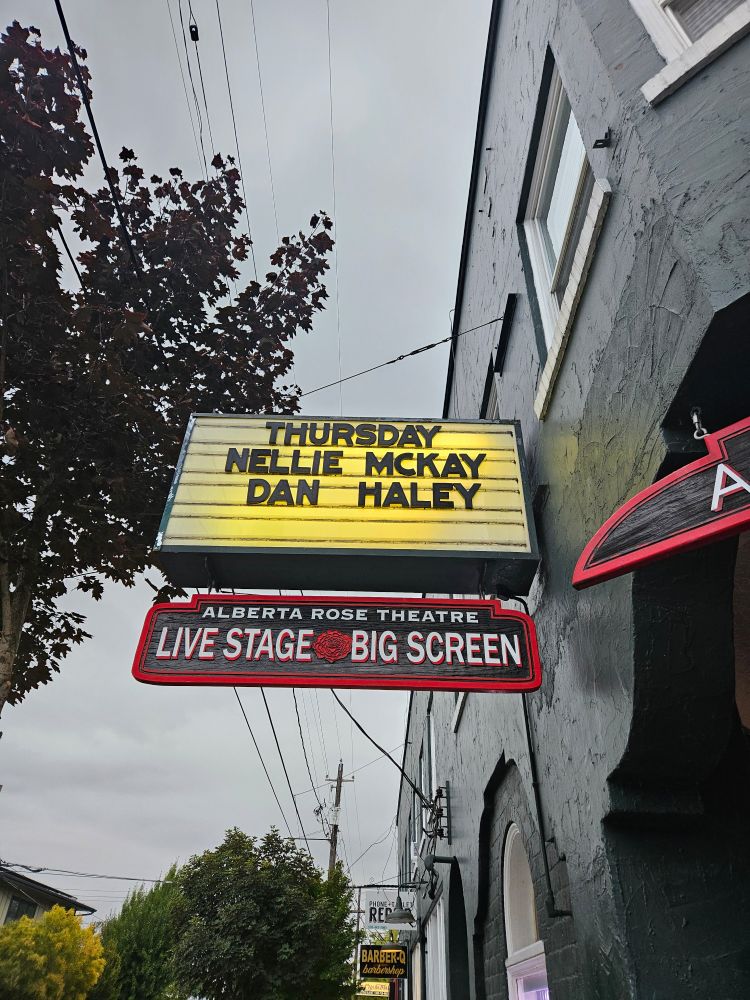 THURSDAY
NELLIE MCKAY
DAN HALEY
ALBERTA ROSE THEATRE
LIVE STAGE BIG SCREEN
A
BARBER-Q
barbershop